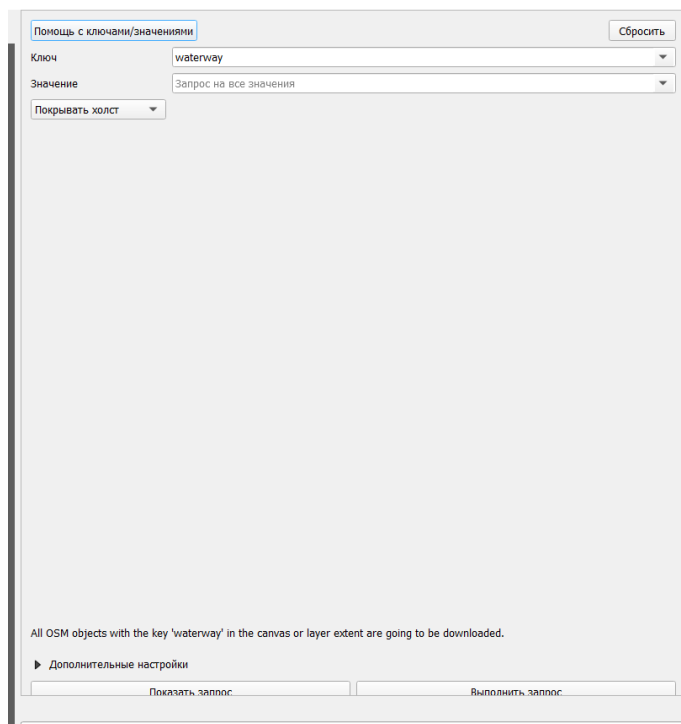 Помощь с ключами/значениями
Сбросить
Ключ waterway
Значение Запрос на все значения
Покрывать холст
All OSM objects with the key 'waterway' in the canvas or layer extent are going to be downloaded.
Дополнительные настройки
Показать запрос
Выполнить запрос